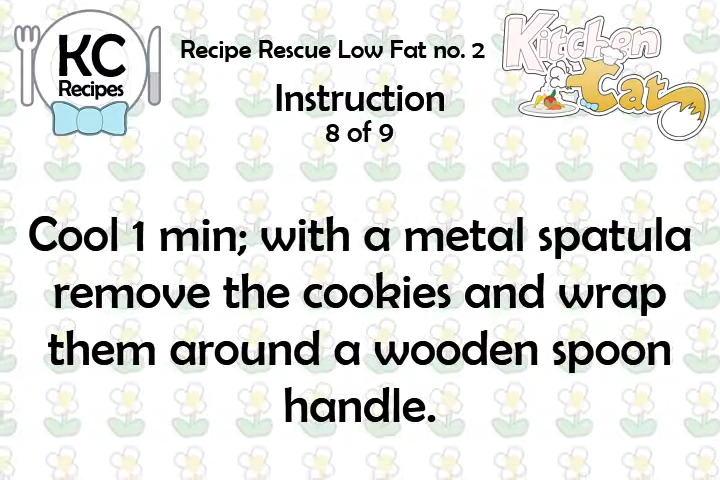 KC
Recipes
Recipe Rescue Low Fat no. 2
Kitchen
Cat
Instruction
8 of 9
Cool 1 min; with a metal spatula
remove the cookies and wrap
them around a wooden spoon
handle.